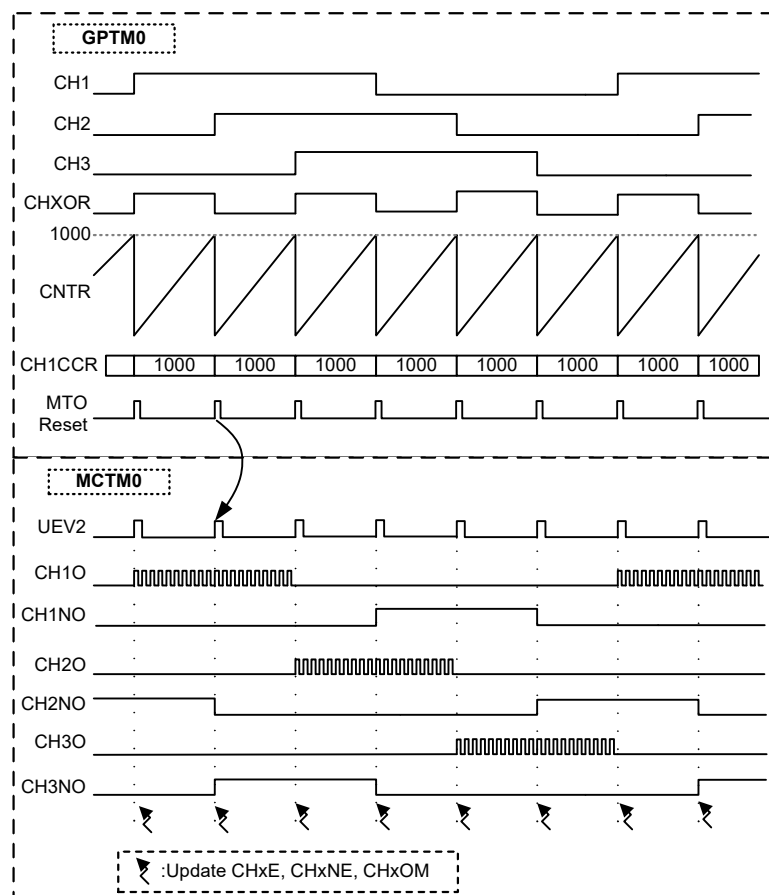 GPTM0
CH1
CH2
CH3
CHXOR
1000
CNTR
CH1CCR 1000 1000 1000 1000 1000 1000 1000 1000
MTO
Reset
MCTM0
UEV2
CH1O
CH1NO
CH2O
CH2NO
CH3O
CH3NO
:Update CHxE, CHxNE, CHxOM